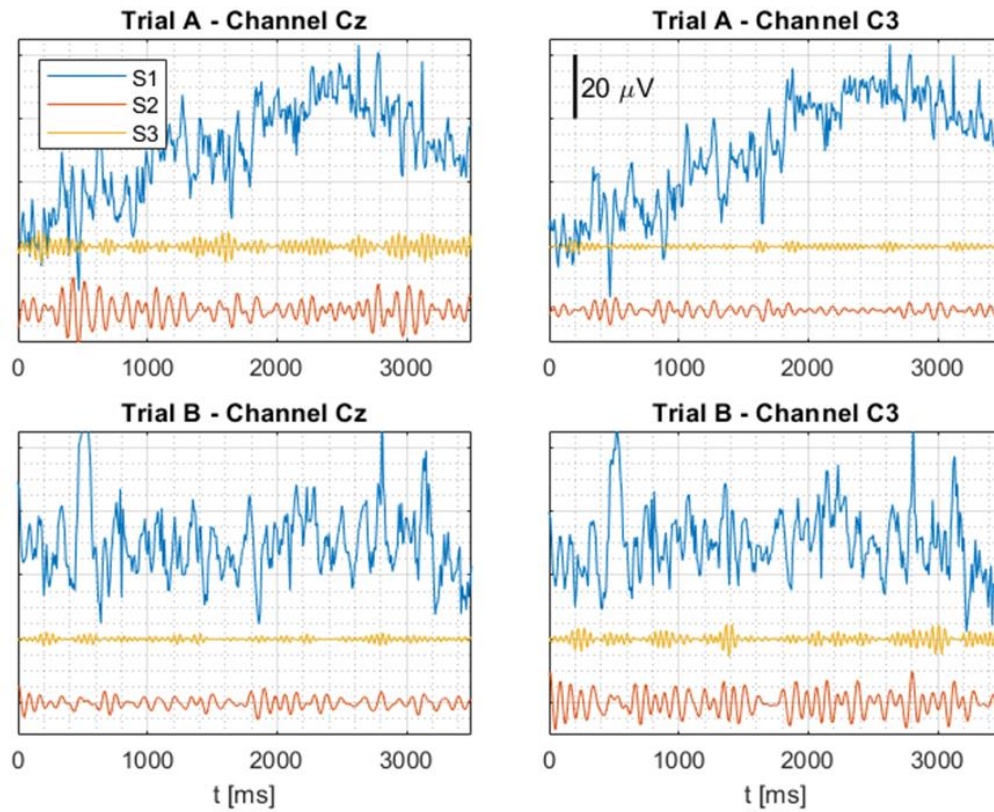 Trial A - Channel Cz
Trial A - Channel C3
S1
S2
S3
20 μV
0 1000 2000 3000
0 1000 2000 3000
Trial B - Channel Cz
Trial B - Channel C3
0 1000 2000 3000
0 1000 2000 3000
t [ms]
t [ms]